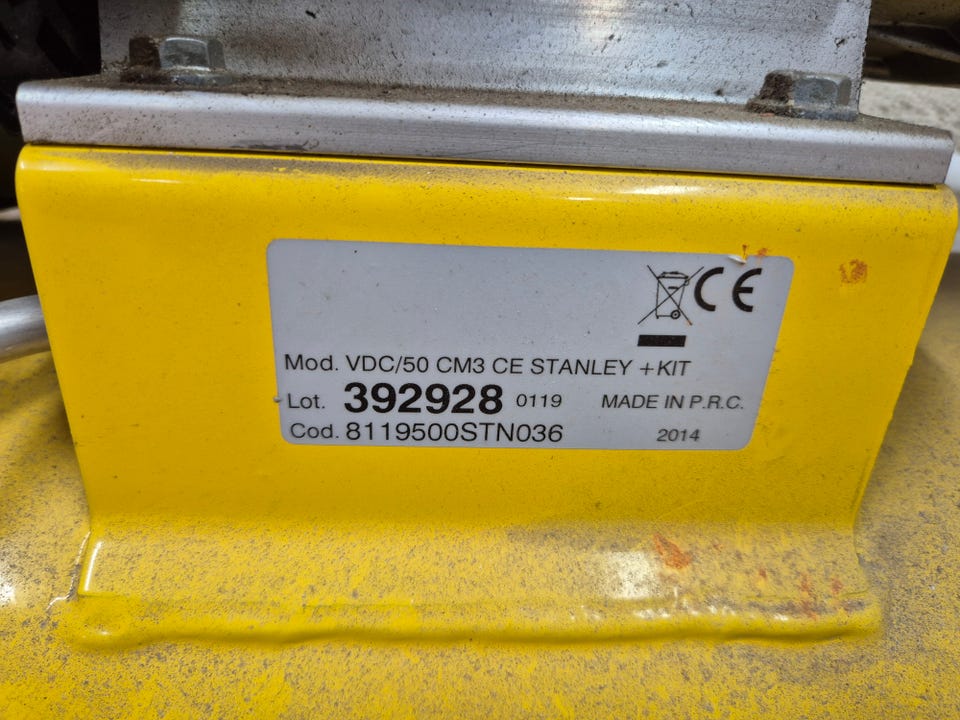 CE
Mod. VDC/50 CM3 CE STANLEY +KIT
Lot. 392928 0119 MADE IN P.R.C.
Cod. 8119500STN036 2014